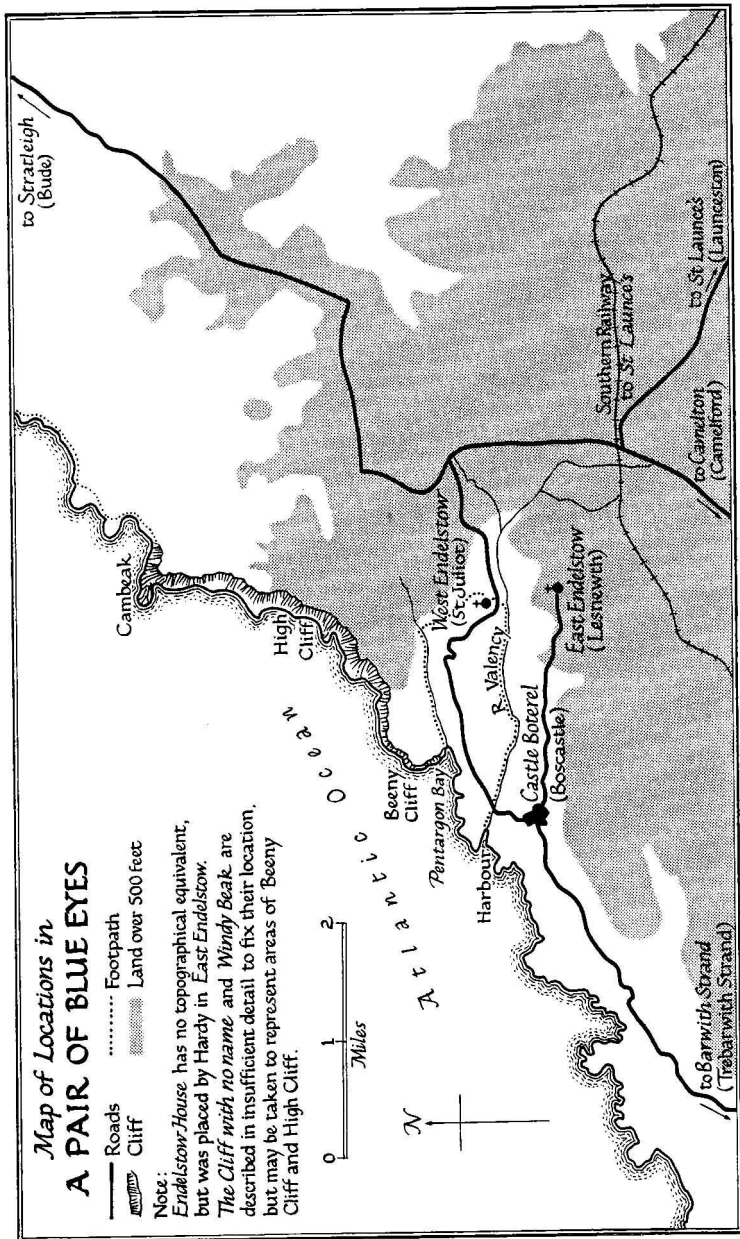 Map of Locations in
A PAIR OF BLUE EYES
Roads
Footpath
Cliff
Land over 500 feet
Note:
Endelstow House has no topographical equivalent,
but was placed by Hardy in East Endelstow.
The Cliff with no name and Windy Beak are
described in insufficient detail to fix their location,
but may be taken to represent areas of Beeny
Cliff and High Cliff.
0 1 2
Miles
N
Atlantic Ocean
to Stratleigh
(Bude)
Cambeak
High
Cliff
Beeny
Cliff
Pentargon Bay
Harbour
West Endelstow
(St. Juliot)
R. Valency
Castle Boterel
(Boscastle)
East Endelstow
(Lesnewth)
Southern Railway
to St Launce's
to St Launce's
(Launceston)
to Camelton
(Camelford)
to Barwith Strand
(Trebarwith Strand)